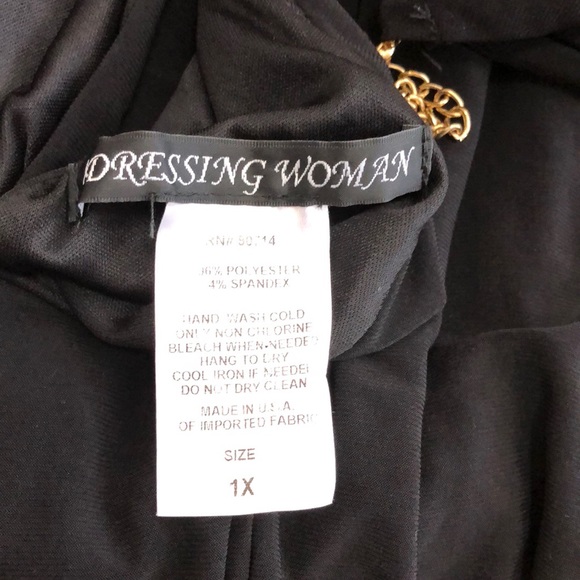 DRESSING WOMAN
RN# 50714
96% POLYESTER
4% SPANDEX
HAND WASH COLD
ONLY NON CHLORINE
BLEACH WHEN NEEDED
HANG TO DRY
COOL IRON IF NEEDED
DO NOT DRY CLEAN
MADE IN U.S.A.
OF IMPORTED FABRIC
SIZE
1X